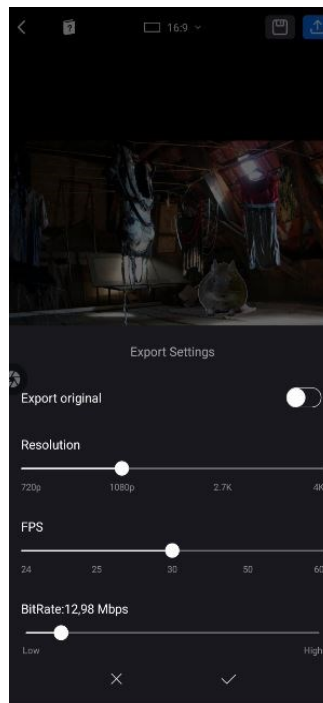 16:9
Export Settings
Export original
Resolution
720p 1080p 2.7K 4K
FPS
24 25 30 50 60
BitRate:12,98 Mbps
Low High